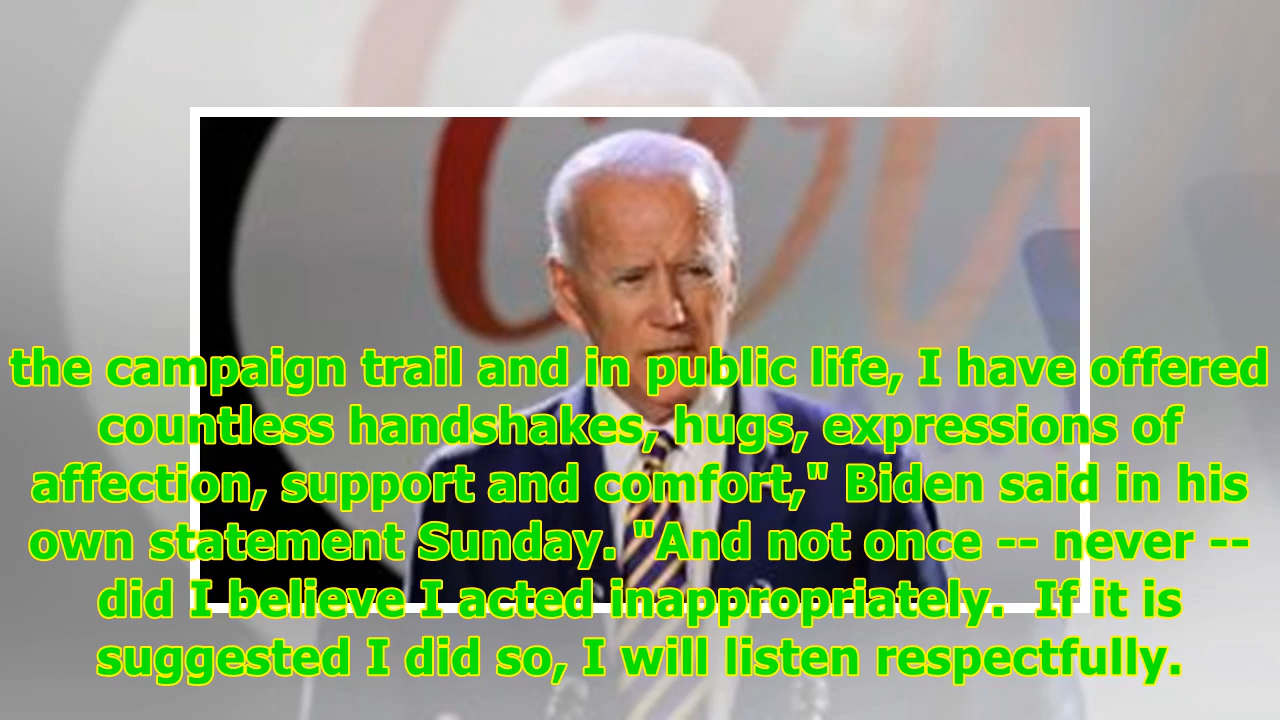 the campaign trail and in public life, I have offered
countless handshakes, hugs, expressions of
affection, support and comfort," Biden said in his
own statement Sunday. "And not once -- never --
did I believe I acted inappropriately.  If it is
suggested I did so, I will listen respectfully.